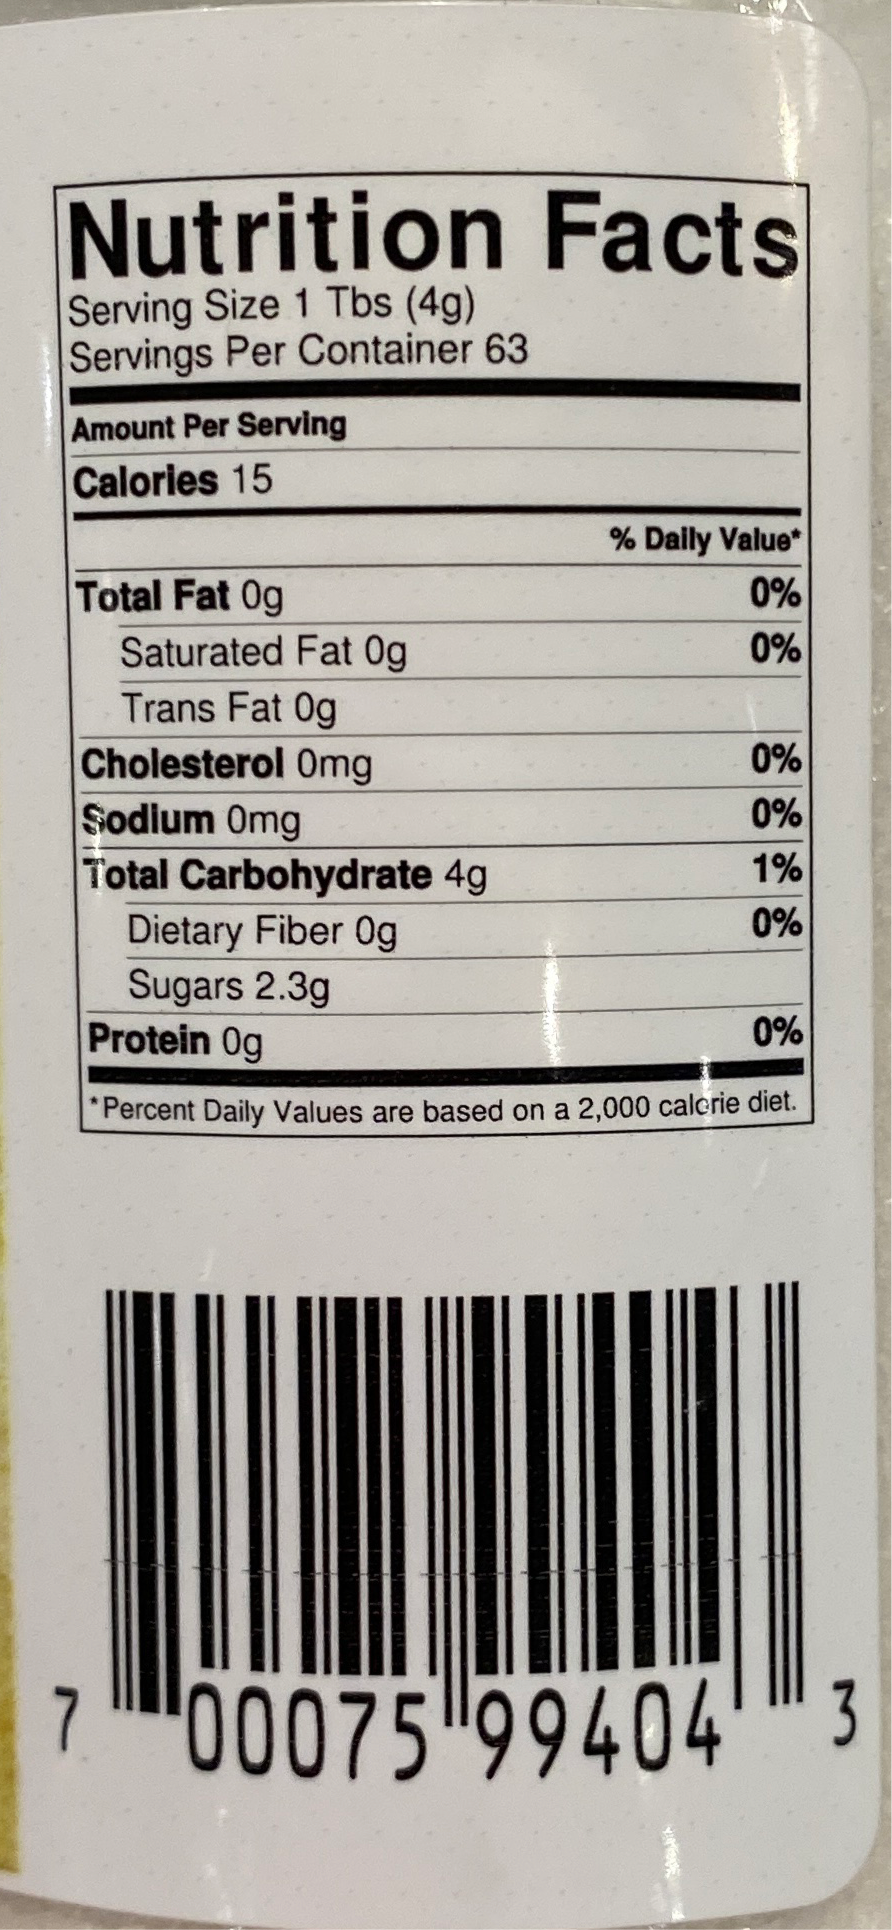 Nutrition Facts
Serving Size 1 Tbs (4g)
Servings Per Container 63
Amount Per Serving
Calories 15
% Daily Value*
Total Fat 0g 0%
Saturated Fat 0g 0%
Trans Fat 0g
Cholesterol 0mg 0%
Sodium 0mg 0%
Total Carbohydrate 4g 1%
Dietary Fiber 0g 0%
Sugars 2.3g
Protein 0g 0%
*Percent Daily Values are based on a 2,000 calorie diet.
7 00075 99404 3